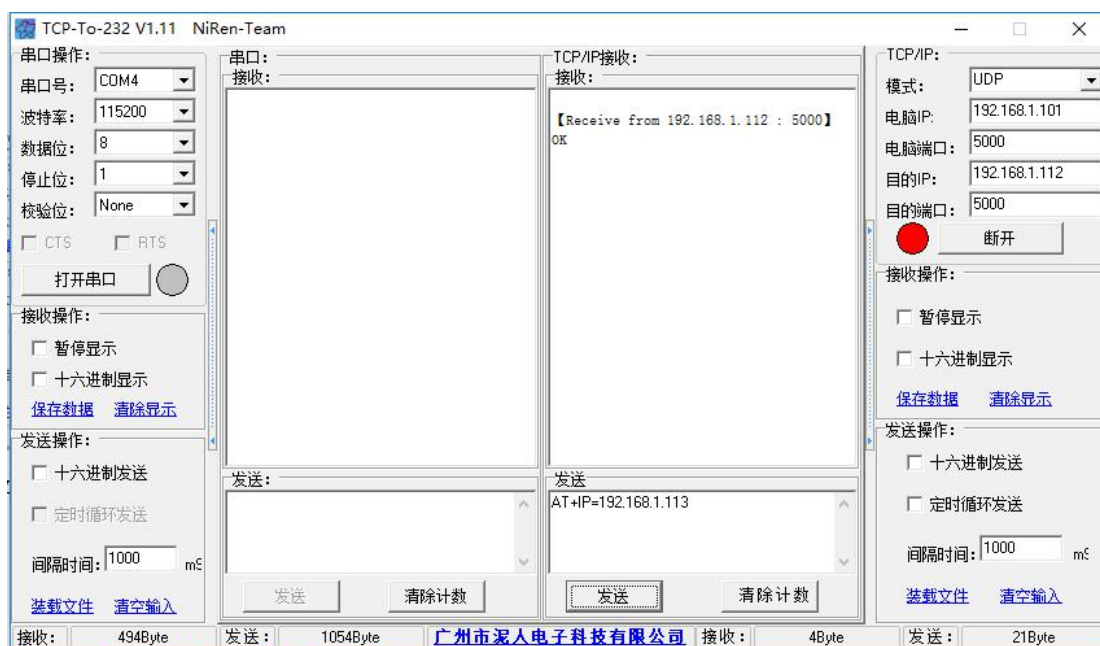 TCP-To-232 V1.11 NiRen-Team
串口操作:
串口号: COM4
波特率: 115200
数据位: 8
停止位: 1
校验位: None
CTS RTS
打开串口
接收操作:
暂停显示
十六进制显示
保存数据 清除显示
发送操作:
十六进制发送
定时循环发送
间隔时间: 1000 mS
装载文件 清空输入
串口:
接收:
发送:
发送 清除计数
TCP/IP接收:
接收:
【Receive from 192.168.1.112 : 5000】
OK
发送
AT+IP=192.168.1.113
发送 清除计数
TCP/IP:
模式: UDP
电脑IP: 192.168.1.101
电脑端口: 5000
目的IP: 192.168.1.112
目的端口: 5000
断开
接收操作:
暂停显示
十六进制显示
保存数据 清除显示
发送操作:
十六进制发送
定时循环发送
间隔时间: 1000 mS
装载文件 清空输入
接收: 494Byte 发送: 1054Byte 广州市泥人电子科技有限公司 接收: 4Byte 发送: 21Byte